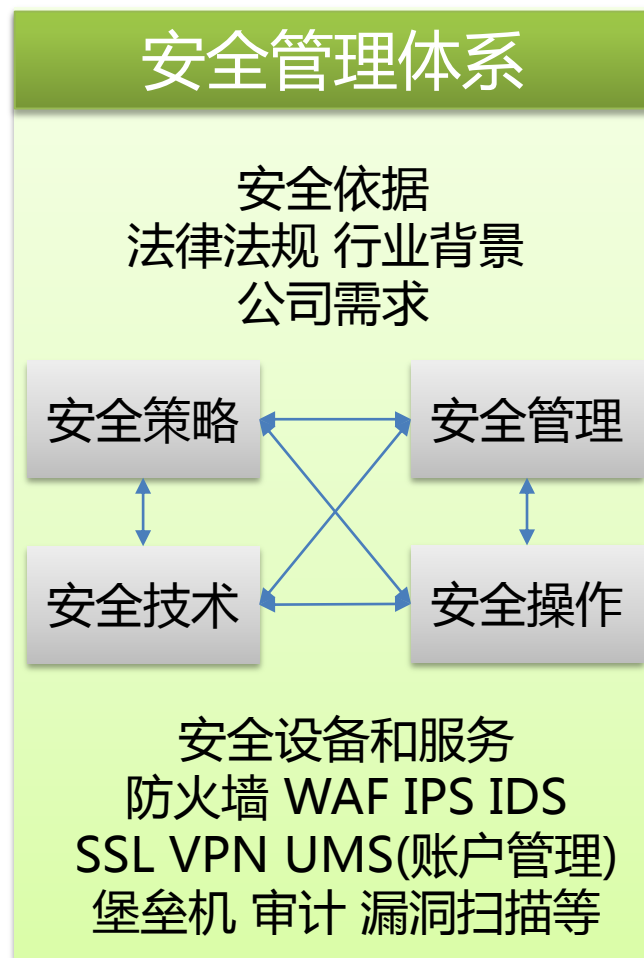 安全管理体系
安全依据
法律法规 行业背景
公司需求
安全策略
安全管理
安全技术
安全操作
安全设备和服务
防火墙 WAF IPS IDS
SSL VPN UMS(账户管理)
堡垒机 审计 漏洞扫描等